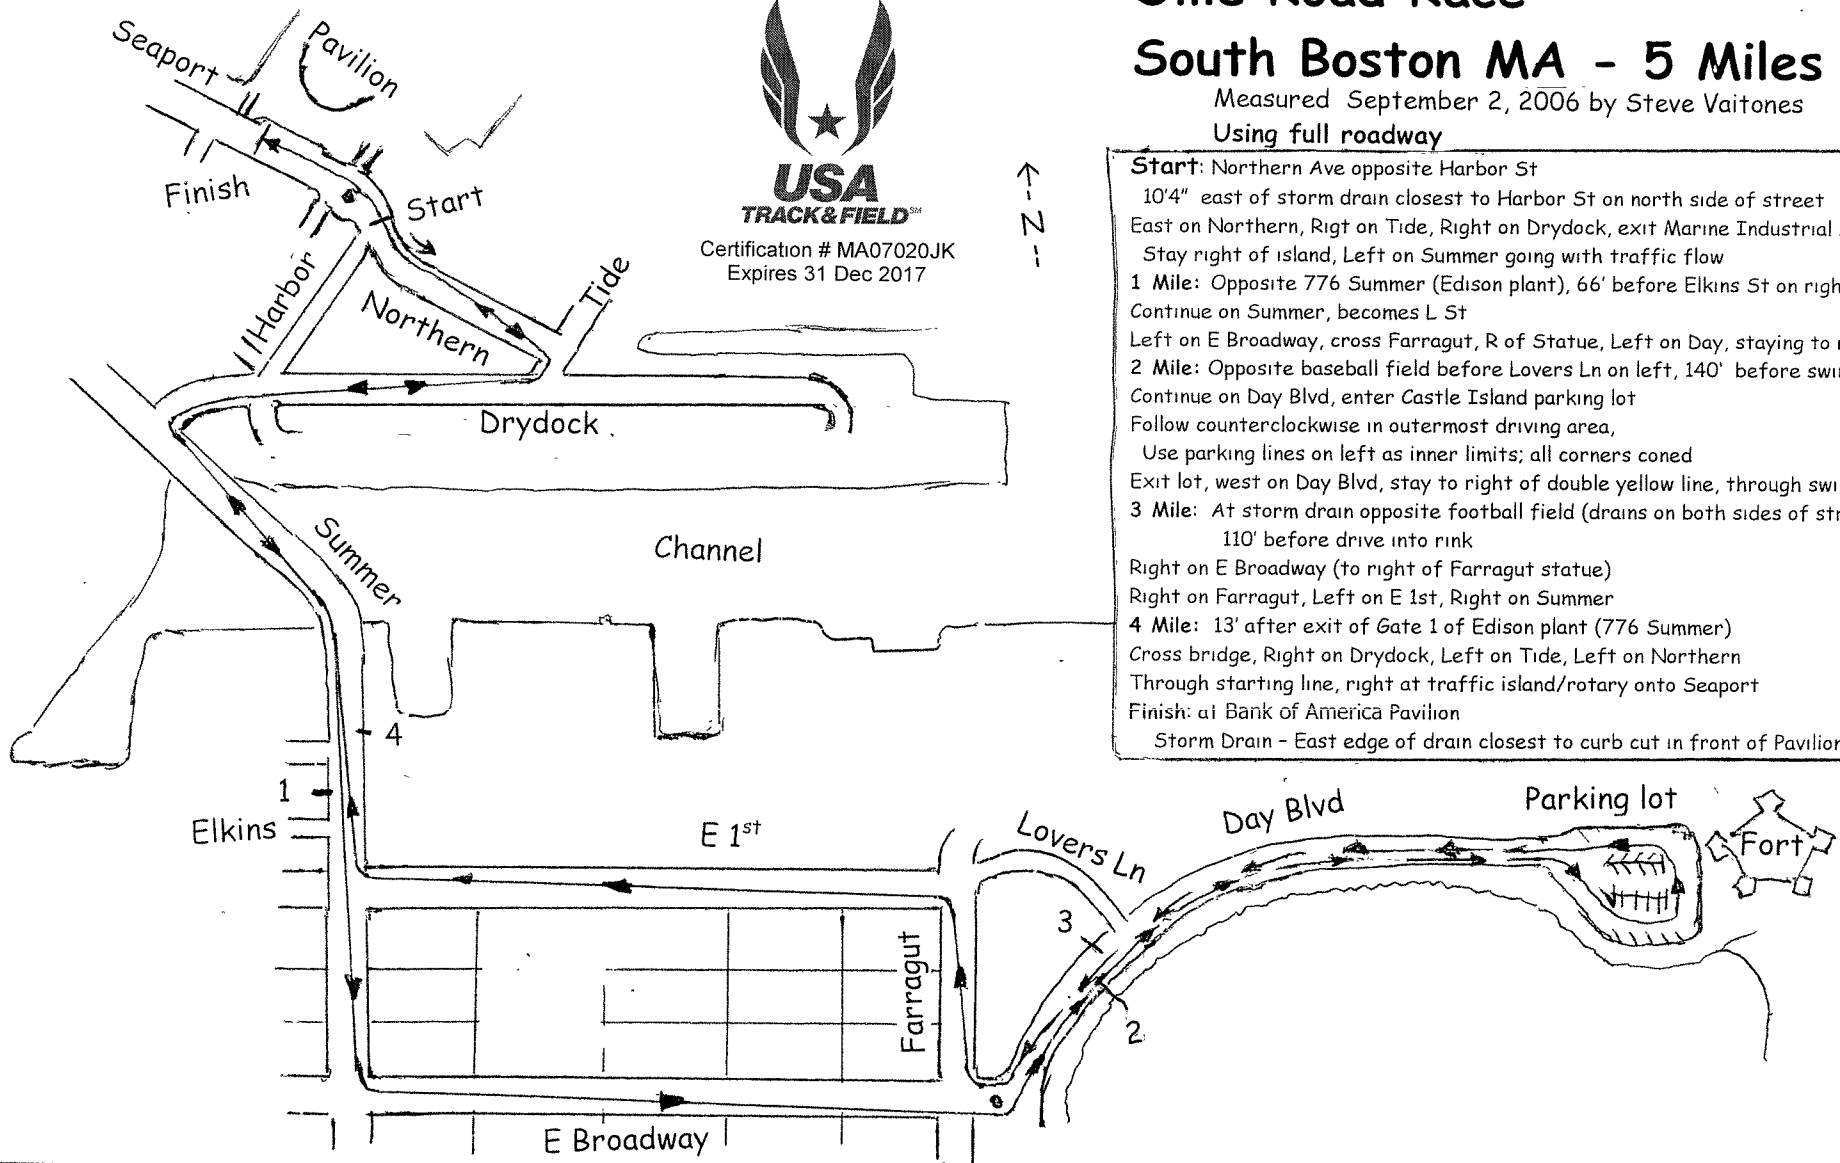 South Boston MA - 5 Miles
Measured September 2, 2006 by Steve Vaitones
Using full roadway
Start: Northern Ave opposite Harbor St
10'4" east of storm drain closest to Harbor St on north side of street
East on Northern, Rigt on Tide, Right on Drydock, exit Marine Industrial
Stay right of island, Left on Summer going with traffic flow
1 Mile: Opposite 776 Summer (Edison plant), 66' before Elkins St on
Continue on Summer, becomes L St
Left on E Broadway, cross Farragut, R of Statue, Left on Day, staying to
2 Mile: Opposite baseball field before Lovers Ln on left, 140' before
Continue on Day Blvd, enter Castle Island parking lot
Follow counterclockwise in outermost driving area,
Use parking lines on left as inner limits; all corners coned
Exit lot, west on Day Blvd, stay to right of double yellow line, through
3 Mile: At storm drain opposite football field (drains on both sides of
110' before drive into rink
Right on E Broadway (to right of Farragut statue)
Right on Farragut, Left on E 1st, Right on Summer
4 Mile: 13' after exit of Gate 1 of Edison plant (776 Summer)
Cross bridge, Right on Drydock, Left on Tide, Left on Northern
Through starting line, right at traffic island/rotary onto Seaport
Finish: at Bank of America Pavilion
Storm Drain - East edge of drain closest to curb cut in front of Pavilion
USA
TRACK&FIELD℠
Certification # MA07020JK
Expires 31 Dec 2017
←--N--
Seaport
Pavilion
Finish
Start
Harbor
Northern
Tide
Drydock
Summer
Channel
4
1
Elkins
E 1st
Lovers Ln
Day Blvd
Parking lot
Fort
3
2
Farragut
E Broadway